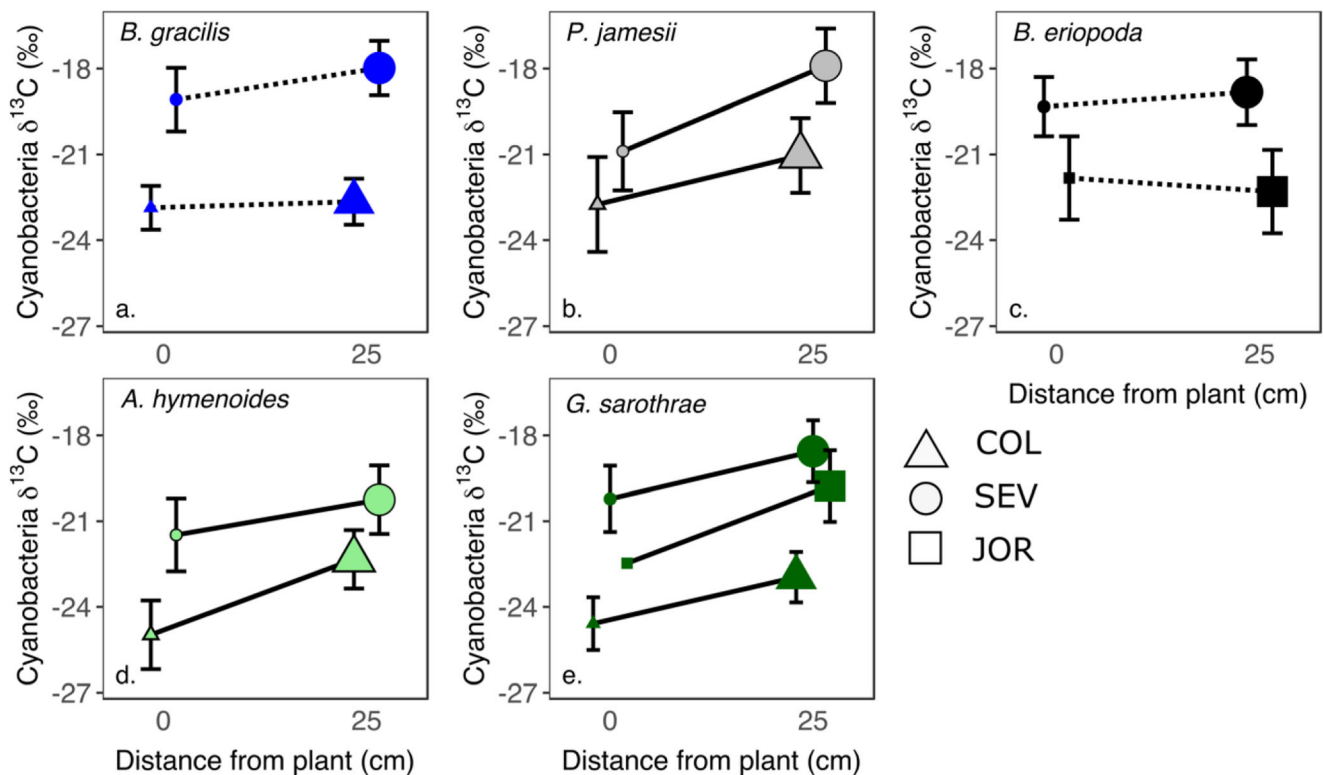 B. gracilis
Cyanobacteria δ¹³C (‰)
-18
-21
-24
-27
a.
0
25
P. jamesii
Cyanobacteria δ¹³C (‰)
-18
-21
-24
-27
b.
0
25
B. eriopoda
Cyanobacteria δ¹³C (‰)
-18
-21
-24
-27
c.
0
25
Distance from plant (cm)
A. hymenoides
Cyanobacteria δ¹³C (‰)
-18
-21
-24
-27
d.
0
25
Distance from plant (cm)
G. sarothrae
Cyanobacteria δ¹³C (‰)
-18
-21
-24
-27
e.
0
25
Distance from plant (cm)
COL
SEV
JOR